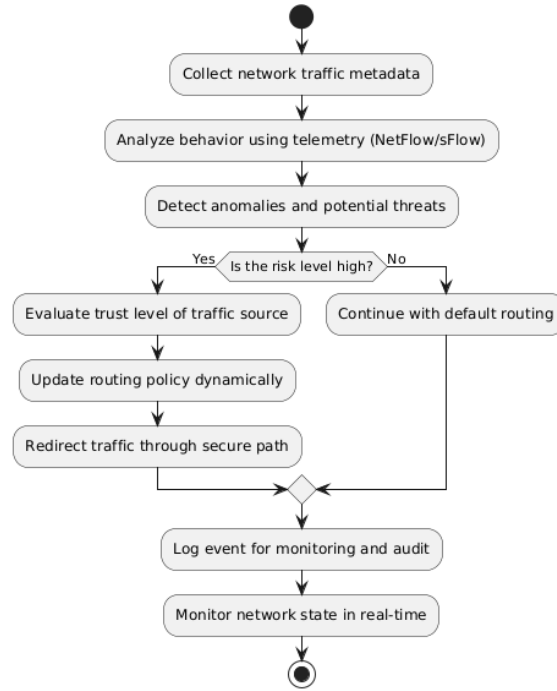 Collect network traffic metadata
Analyze behavior using telemetry (NetFlow/sFlow)
Detect anomalies and potential threats
Yes
Is the risk level high?
No
Evaluate trust level of traffic source
Continue with default routing
Update routing policy dynamically
Redirect traffic through secure path
Log event for monitoring and audit
Monitor network state in real-time